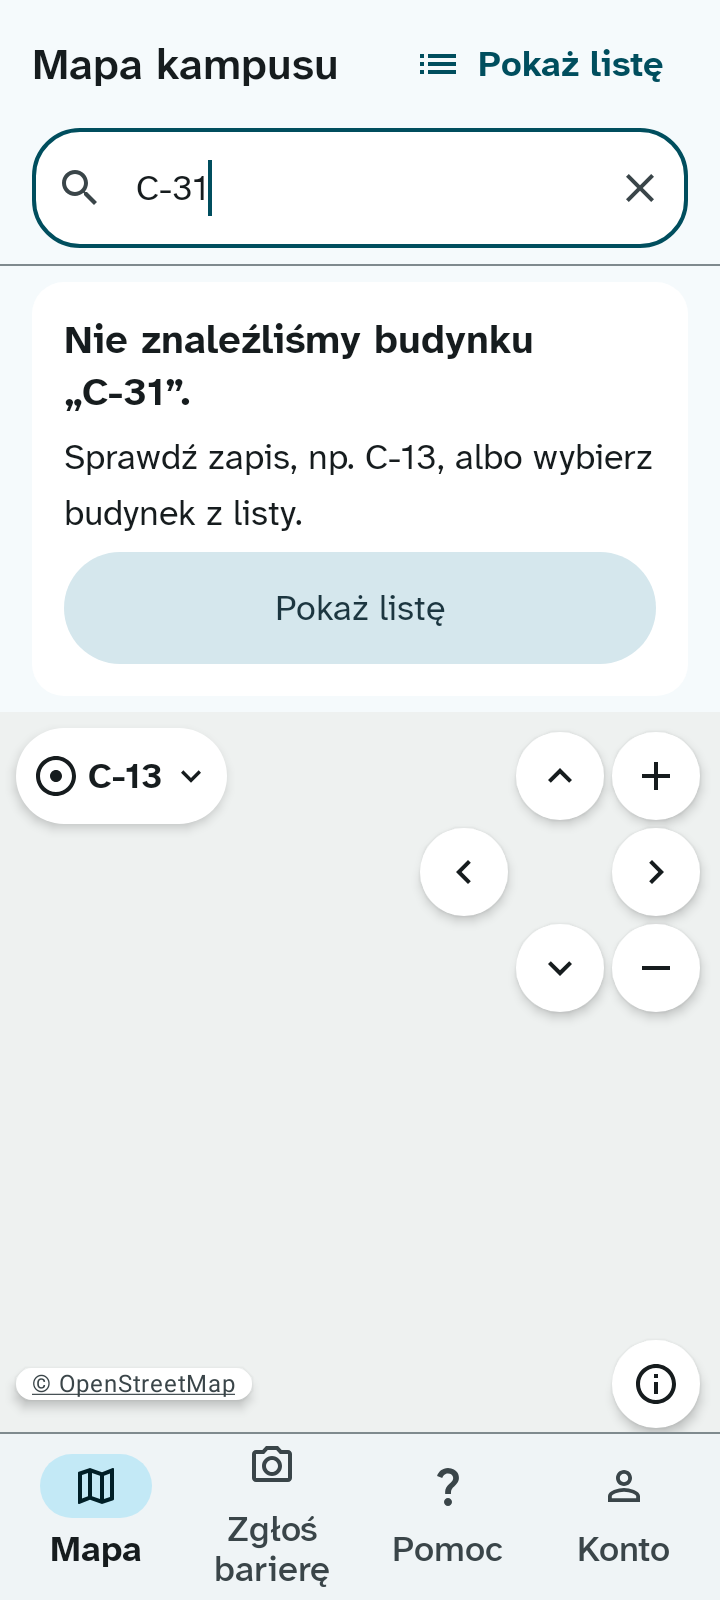 Mapa kampusu
Pokaż listę
C-31
Nie znaleźliśmy budynku
„C-31”.
Sprawdź zapis, np. C-13, albo wybierz
budynek z listy.
Pokaż listę
C-13
© OpenStreetMap
Mapa
Zgłoś
barierę
Pomoc
Konto